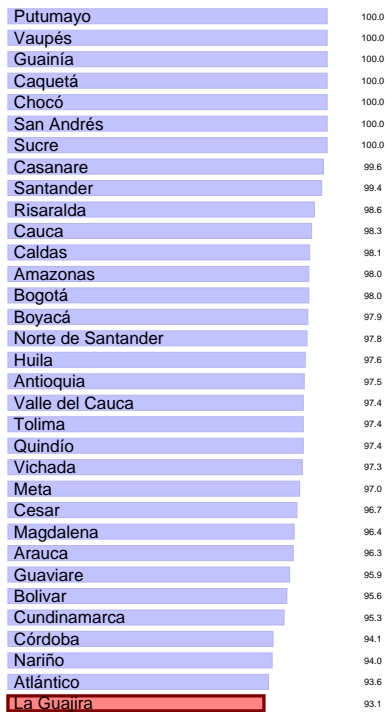 Putumayo 100.0
Vaupés 100.0
Guainía 100.0
Caquetá 100.0
Chocó 100.0
San Andrés 100.0
Sucre 100.0
Casanare 99.6
Santander 99.4
Risaralda 98.6
Cauca 98.3
Caldas 98.1
Amazonas 98.0
Bogotá 98.0
Boyacá 97.9
Norte de Santander 97.8
Huila 97.6
Antioquia 97.5
Valle del Cauca 97.4
Tolima 97.4
Quindío 97.4
Vichada 97.3
Meta 97.0
Cesar 96.7
Magdalena 96.4
Arauca 96.3
Guaviare 95.9
Bolivar 95.6
Cundinamarca 95.3
Córdoba 94.1
Nariño 94.0
Atlántico 93.6
La Guajira 93.1